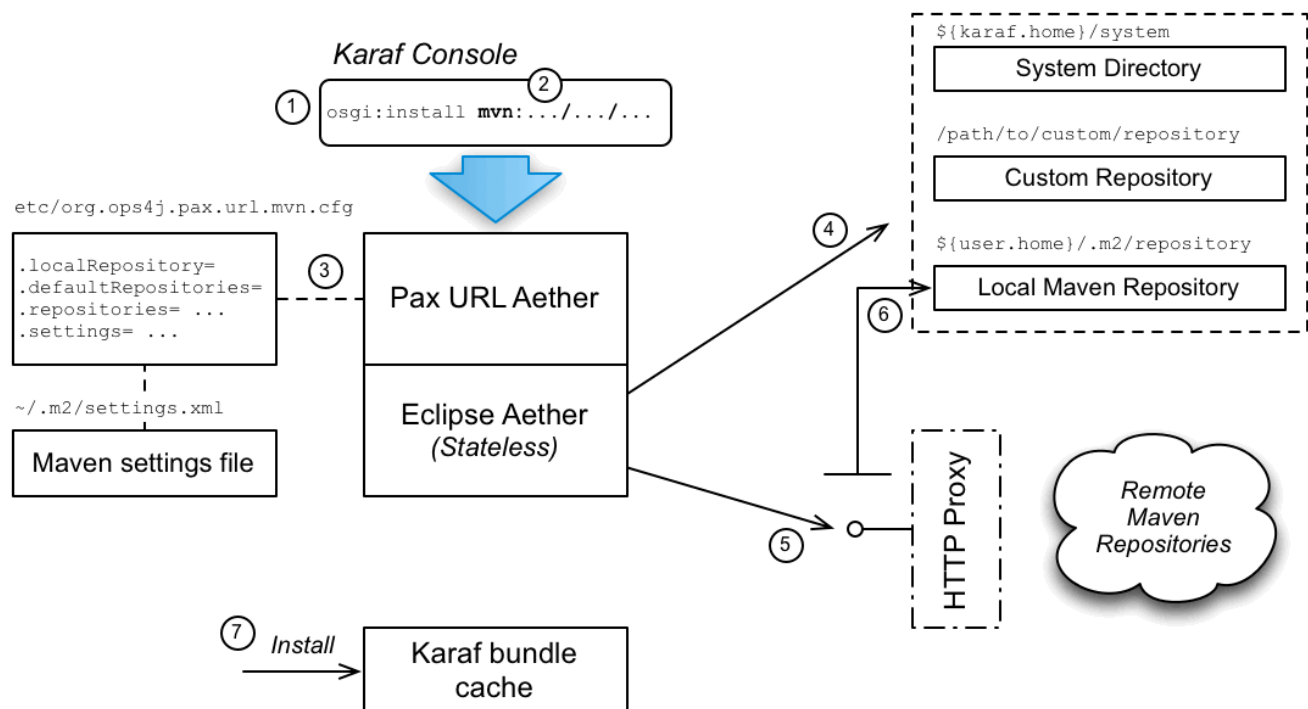 Karaf Console
1
2
osgi:install mvn:.../.../...
${karaf.home}/system
System Directory
/path/to/custom/repository
Custom Repository
${user.home}/.m2/repository
Local Maven Repository
etc/org.ops4j.pax.url.mvn.cfg
.localRepository=
.defaultRepositories=
.repositories= ...
.settings= ...
3
Pax URL Aether
4
6
~/.m2/settings.xml
Maven settings file
Eclipse Aether
(Stateless)
5
HTTP Proxy
Remote
Maven
Repositories
7
Install
Karaf bundle
cache